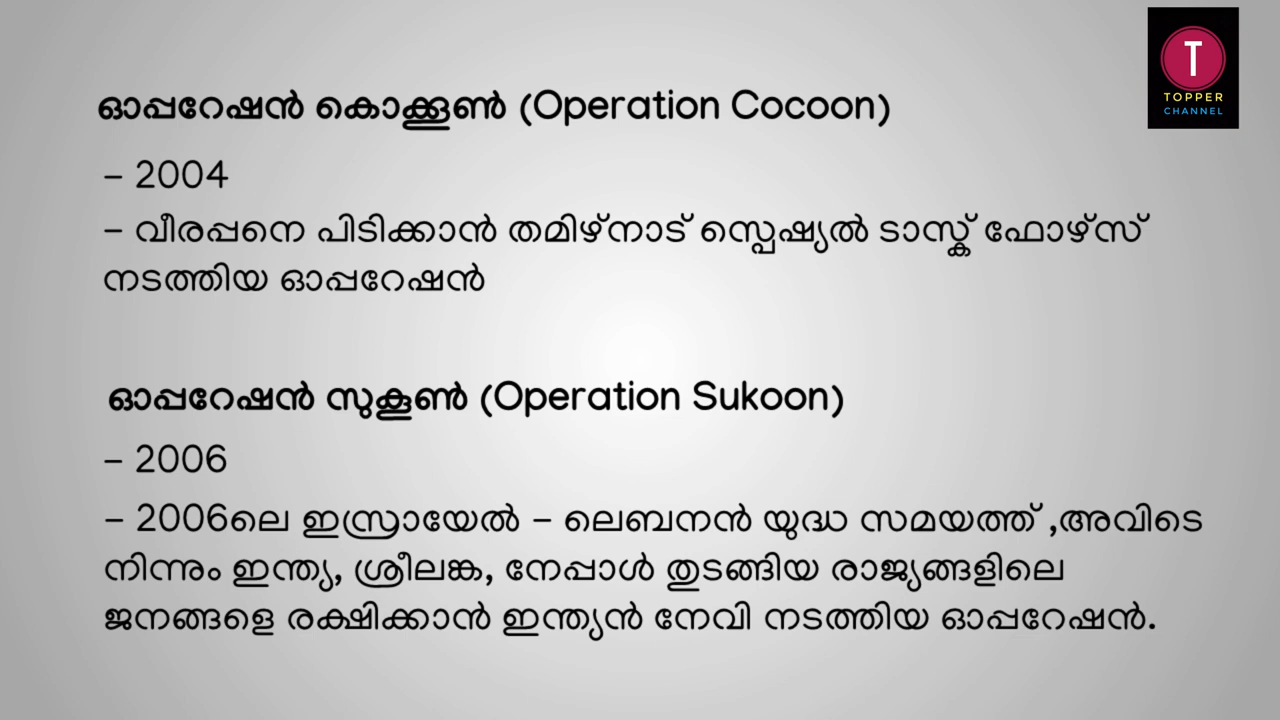 T
TOPPER
CHANNEL
ഓപ്പറേഷൻ കൊക്കൂൺ (Operation Cocoon)
– 2004
– വീരപ്പനെ പിടിക്കാൻ തമിഴ്നാട് സ്പെഷ്യൽ ടാസ്ക് ഫോഴ്സ്
നടത്തിയ ഓപ്പറേഷൻ
ഓപ്പറേഷൻ സുകൂൺ (Operation Sukoon)
– 2006
– 2006ലെ ഇസ്രായേൽ – ലെബനൻ യുദ്ധ സമയത്ത് ,അവിടെ
നിന്നും ഇന്ത്യ, ശ്രീലങ്ക, നേപ്പാൾ തുടങ്ങിയ രാജ്യങ്ങളിലെ
ജനങ്ങളെ രക്ഷിക്കാൻ ഇന്ത്യൻ നേവി നടത്തിയ ഓപ്പറേഷൻ.